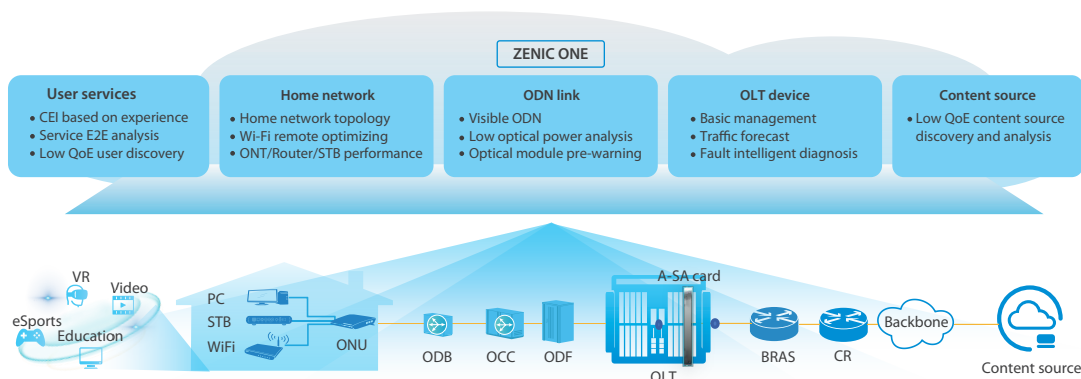 ZENIC ONE
User services
• CEI based on experience
• Service E2E analysis
• Low QoE user discovery
Home network
• Home network topology
• Wi-Fi remote optimizing
• ONT/Router/STB performance
ODN link
• Visible ODN
• Low optical power analysis
• Optical module pre-warning
OLT device
• Basic management
• Traffic forecast
• Fault intelligent diagnosis
Content source
• Low QoE content source
discovery and analysis
VR
Video
eSports
Education
PC
STB
WiFi
ONU
ODB
OCC
ODF
A-SA card
OLT
BRAS
CR
Backbone
Content source